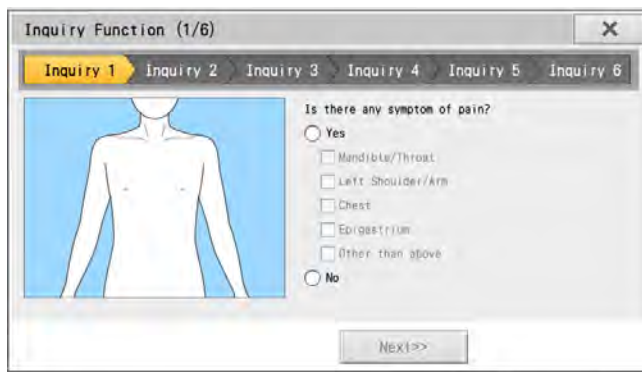 Inquiry Function (1/6)
Inquiry 1 Inquiry 2 Inquiry 3 Inquiry 4 Inquiry 5 Inquiry 6
Is there any symptom of pain?
Yes
Mandible/Throat
Left Shoulder/Arm
Chest
Epigastrium
Other than above
No
Next>>